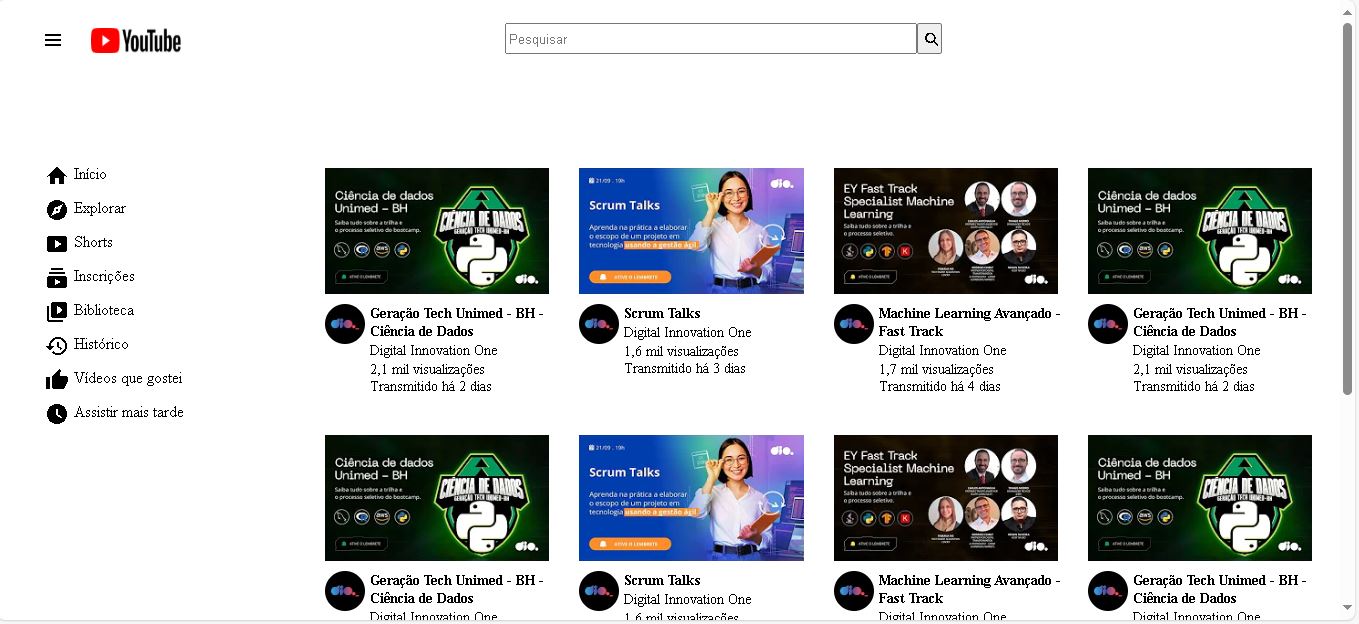 YouTube
Pesquisar
Início
Explorar
Shorts
Inscrições
Biblioteca
Histórico
Vídeos que gostei
Assistir mais tarde
Ciência de dados
Unimed - BH
Saiba tudo sobre a trilha e
o processo seletivo do bootcamp.
CIÊNCIA DE DADOS
GERAÇÃO TECH UNIMED-BH
ATIVE O LEMBRETE
dio.
Geração Tech Unimed - BH -
Ciência de Dados
Digital Innovation One
2,1 mil visualizações
Transmitido há 2 dias
21/09 . 19h
Scrum Talks
Aprenda na prática a elaborar
o escopo de um projeto em
tecnologia usando a gestão ágil
ATIVE O LEMBRETE
dio.
Scrum Talks
Digital Innovation One
1,6 mil visualizações
Transmitido há 3 dias
EY Fast Track
Specialist Machine
Learning
Saiba tudo sobre a trilha e
o processo seletivo.
ATIVE O LEMBRETE
dio.
Machine Learning Avançado -
Fast Track
Digital Innovation One
1,7 mil visualizações
Transmitido há 4 dias
Ciência de dados
Unimed - BH
Saiba tudo sobre a trilha e
o processo seletivo do bootcamp.
CIÊNCIA DE DADOS
GERAÇÃO TECH UNIMED-BH
ATIVE O LEMBRETE
dio.
Geração Tech Unimed - BH -
Ciência de Dados
Digital Innovation One
2,1 mil visualizações
Transmitido há 2 dias
Ciência de dados
Unimed - BH
Saiba tudo sobre a trilha e
o processo seletivo do bootcamp.
CIÊNCIA DE DADOS
GERAÇÃO TECH UNIMED-BH
ATIVE O LEMBRETE
dio.
Geração Tech Unimed - BH -
Ciência de Dados
Digital Innovation One
21/09 . 19h
Scrum Talks
Aprenda na prática a elaborar
o escopo de um projeto em
tecnologia usando a gestão ágil
ATIVE O LEMBRETE
dio.
Scrum Talks
Digital Innovation One
1,6 mil visualizações
EY Fast Track
Specialist Machine
Learning
Saiba tudo sobre a trilha e
o processo seletivo.
ATIVE O LEMBRETE
dio.
Machine Learning Avançado -
Fast Track
Digital Innovation One
Ciência de dados
Unimed - BH
Saiba tudo sobre a trilha e
o processo seletivo do bootcamp.
CIÊNCIA DE DADOS
GERAÇÃO TECH UNIMED-BH
ATIVE O LEMBRETE
dio.
Geração Tech Unimed - BH -
Ciência de Dados
Digital Innovation One